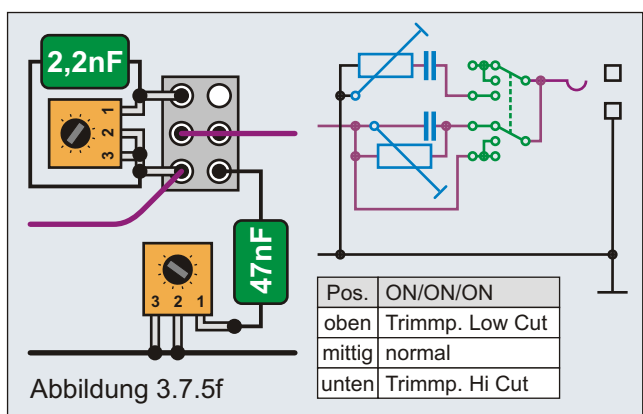 2,2nF
1
2
3
47nF
3 2 1
Pos. ON/ON/ON
oben Trimmp. Low Cut
mittig normal
unten Trimmp. Hi Cut
Abbildung 3.7.5f